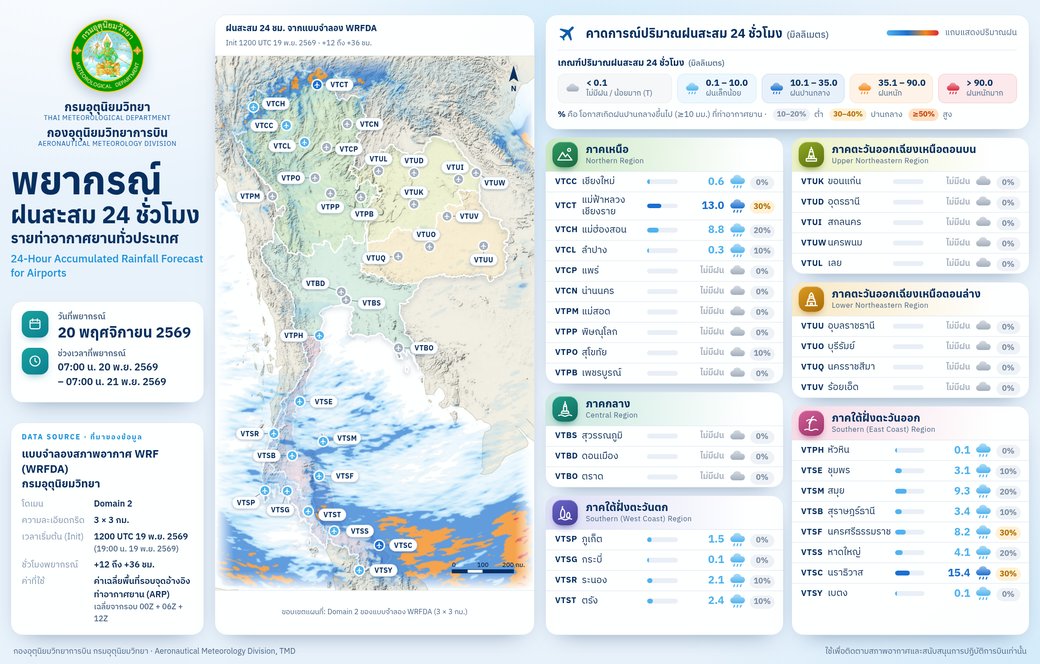 กรมอุตุนิยมวิทยา
METEOROLOGICAL DEPARTMENT
กรมอุตุนิยมวิทยา
THAI METEOROLOGICAL DEPARTMENT
กองอุตุนิยมวิทยาการบิน
AERONAUTICAL METEOROLOGY DIVISION
พยากรณ์
ฝนสะสม 24 ชั่วโมง
รายท่าอากาศยานทั่วประเทศ
24-Hour Accumulated Rainfall Forecast
for Airports
วันที่พยากรณ์
20 พฤศจิกายน 2569
ช่วงเวลาที่พยากรณ์
07:00 น. 20 พ.ย. 2569
– 07:00 น. 21 พ.ย. 2569
DATA SOURCE · ที่มาของข้อมูล
แบบจำลองสภาพอากาศ WRF
(WRFDA)
กรมอุตุนิยมวิทยา
โดเมน Domain 2
ความละเอียดกริด 3 × 3 กม.
เวลาเริ่มต้น (Init) 1200 UTC 19 พ.ย. 2569
(19:00 น. 19 พ.ย. 2569)
ชั่วโมงพยากรณ์ +12 ถึง +36 ชม.
ค่าที่ใช้ ค่าเฉลี่ยพื้นที่รอบจุดอ้างอิง
ท่าอากาศยาน (ARP)
เฉลี่ยจากรอบ 00Z + 06Z +
12Z
ฝนสะสม 24 ชม. จากแบบจำลอง WRFDA
Init 1200 UTC 19 พ.ย. 2569 · +12 ถึง +36 ชม.
N
VTCT
VTCH
VTCC
VTCN
VTCL
VTCP
VTUL
VTUD
VTUI
VTPO
VTUW
VTPM
VTUK
VTPP
VTPB
VTUV
VTUO
VTUQ
VTUU
VTBD
VTBS
VTPH
VTBO
VTSE
VTSR
VTSM
VTSB
VTSF
VTSP
VTSG
VTST
VTSS
VTSC
VTSY
0 100 200 กม.
ขอบเขตแผนที่: Domain 2 ของแบบจำลอง WRFDA (3 × 3 กม.)
คาดการณ์ปริมาณฝนสะสม 24 ชั่วโมง (มิลลิเมตร)
แถบแสดงปริมาณฝน
เกณฑ์ปริมาณฝนสะสม 24 ชั่วโมง (มิลลิเมตร)
< 0.1
ไม่มีฝน / น้อยมาก (T)
0.1 – 10.0
ฝนเล็กน้อย
10.1 – 35.0
ฝนปานกลาง
35.1 – 90.0
ฝนหนัก
> 90.0
ฝนหนักมาก
% คือ โอกาสเกิดฝนปานกลางขึ้นไป (≥10 มม.) ที่ท่าอากาศยาน · 10–20% ต่ำ 30–40% ปานกลาง ≥50% สูง
ภาคเหนือ
Northern Region
VTCC เชียงใหม่ 0.6 0%
VTCT แม่ฟ้าหลวง เชียงราย 13.0 30%
VTCH แม่ฮ่องสอน 8.8 20%
VTCL ลำปาง 0.3 10%
VTCP แพร่ ไม่มีฝน 0%
VTCN น่านนคร ไม่มีฝน 0%
VTPM แม่สอด ไม่มีฝน 0%
VTPP พิษณุโลก ไม่มีฝน 0%
VTPO สุโขทัย ไม่มีฝน 10%
VTPB เพชรบูรณ์ ไม่มีฝน 0%
ภาคกลาง
Central Region
VTBS สุวรรณภูมิ ไม่มีฝน 0%
VTBD ดอนเมือง ไม่มีฝน 0%
VTBO ตราด ไม่มีฝน 0%
ภาคใต้ฝั่งตะวันตก
Southern (West Coast) Region
VTSP ภูเก็ต 1.5 0%
VTSG กระบี่ 0.1 0%
VTSR ระนอง 2.1 10%
VTST ตรัง 2.4 10%
ภาคตะวันออกเฉียงเหนือตอนบน
Upper Northeastern Region
VTUK ขอนแก่น ไม่มีฝน 0%
VTUD อุดรธานี ไม่มีฝน 0%
VTUI สกลนคร ไม่มีฝน 0%
VTUW นครพนม ไม่มีฝน 0%
VTUL เลย ไม่มีฝน 0%
ภาคตะวันออกเฉียงเหนือตอนล่าง
Lower Northeastern Region
VTUU อุบลราชธานี ไม่มีฝน 0%
VTUO บุรีรัมย์ ไม่มีฝน 0%
VTUQ นครราชสีมา ไม่มีฝน 0%
VTUV ร้อยเอ็ด ไม่มีฝน 0%
ภาคใต้ฝั่งตะวันออก
Southern (East Coast) Region
VTPH หัวหิน 0.1 0%
VTSE ชุมพร 3.1 10%
VTSM สมุย 9.3 20%
VTSB สุราษฎร์ธานี 3.4 10%
VTSF นครศรีธรรมราช 8.2 30%
VTSS หาดใหญ่ 4.1 20%
VTSC นราธิวาส 15.4 30%
VTSY เบตง 0.1 0%
กองอุตุนิยมวิทยาการบิน กรมอุตุนิยมวิทยา · Aeronautical Meteorology Division, TMD
ใช้เพื่อติดตามสภาพอากาศและสนับสนุนการปฏิบัติการบินเท่านั้น